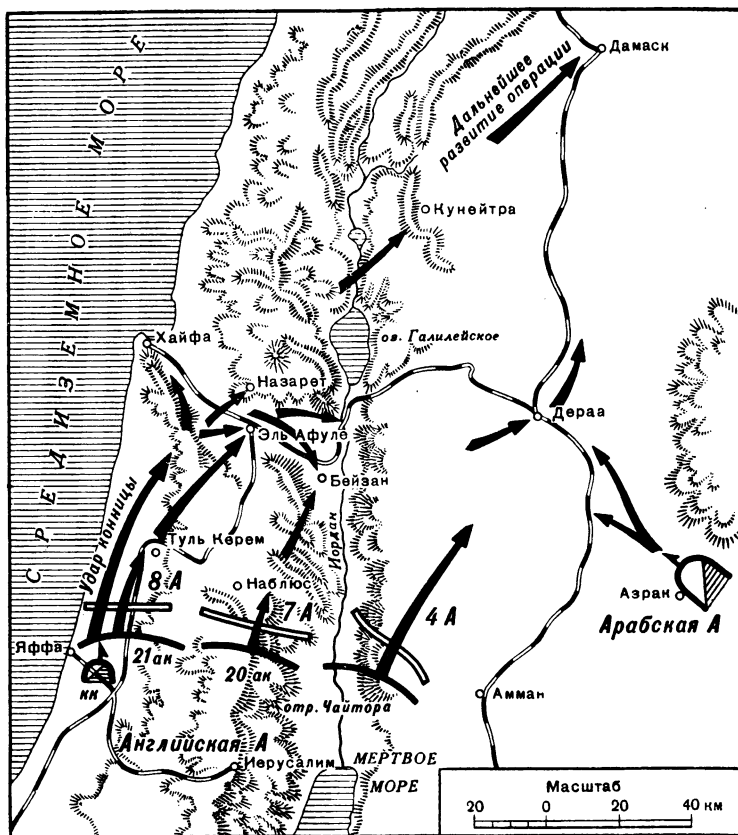 СРЕДИЗЕМНОЕ МОРЕ
Дамаск
Дальнейшее
развитие операции
Кунейтра
Хайфа
оз. Галилейское
Назарет
Дераа
Эль Афуле
Бейзан
Удар конницы
Иордан
Туль Керем
8 А
Наблюс
7 А
4 А
Азрак
Арабская А
Яффа
21 ак
20 ак
кк
отр. Чайтора
Амман
Английская А
Иерусалим
МЕРТВОЕ
МОРЕ
Масштаб
20 0 20 40 км